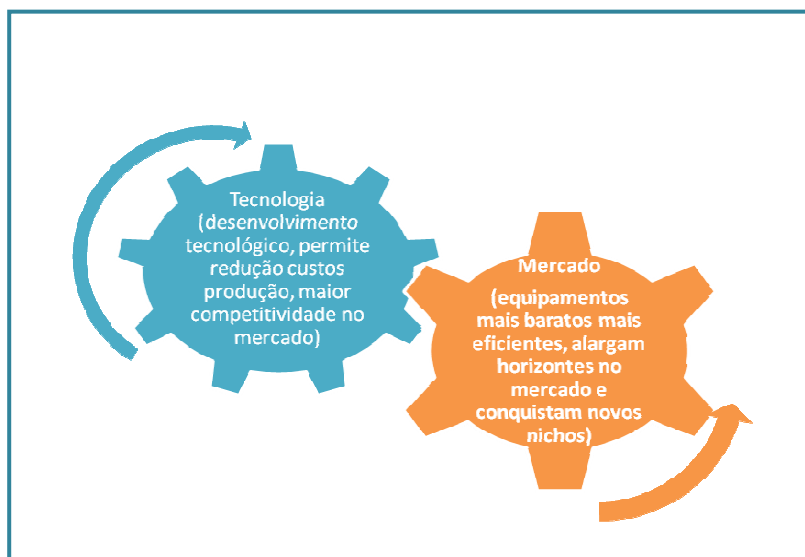 Tecnologia
(desenvolvimento
tecnológico, permite
redução custos
produção, maior
competitividade no
mercado)
Mercado
(equipamentos
mais baratos mais
eficientes, alargam
horizontes no
mercado e
conquistam novos
nichos)